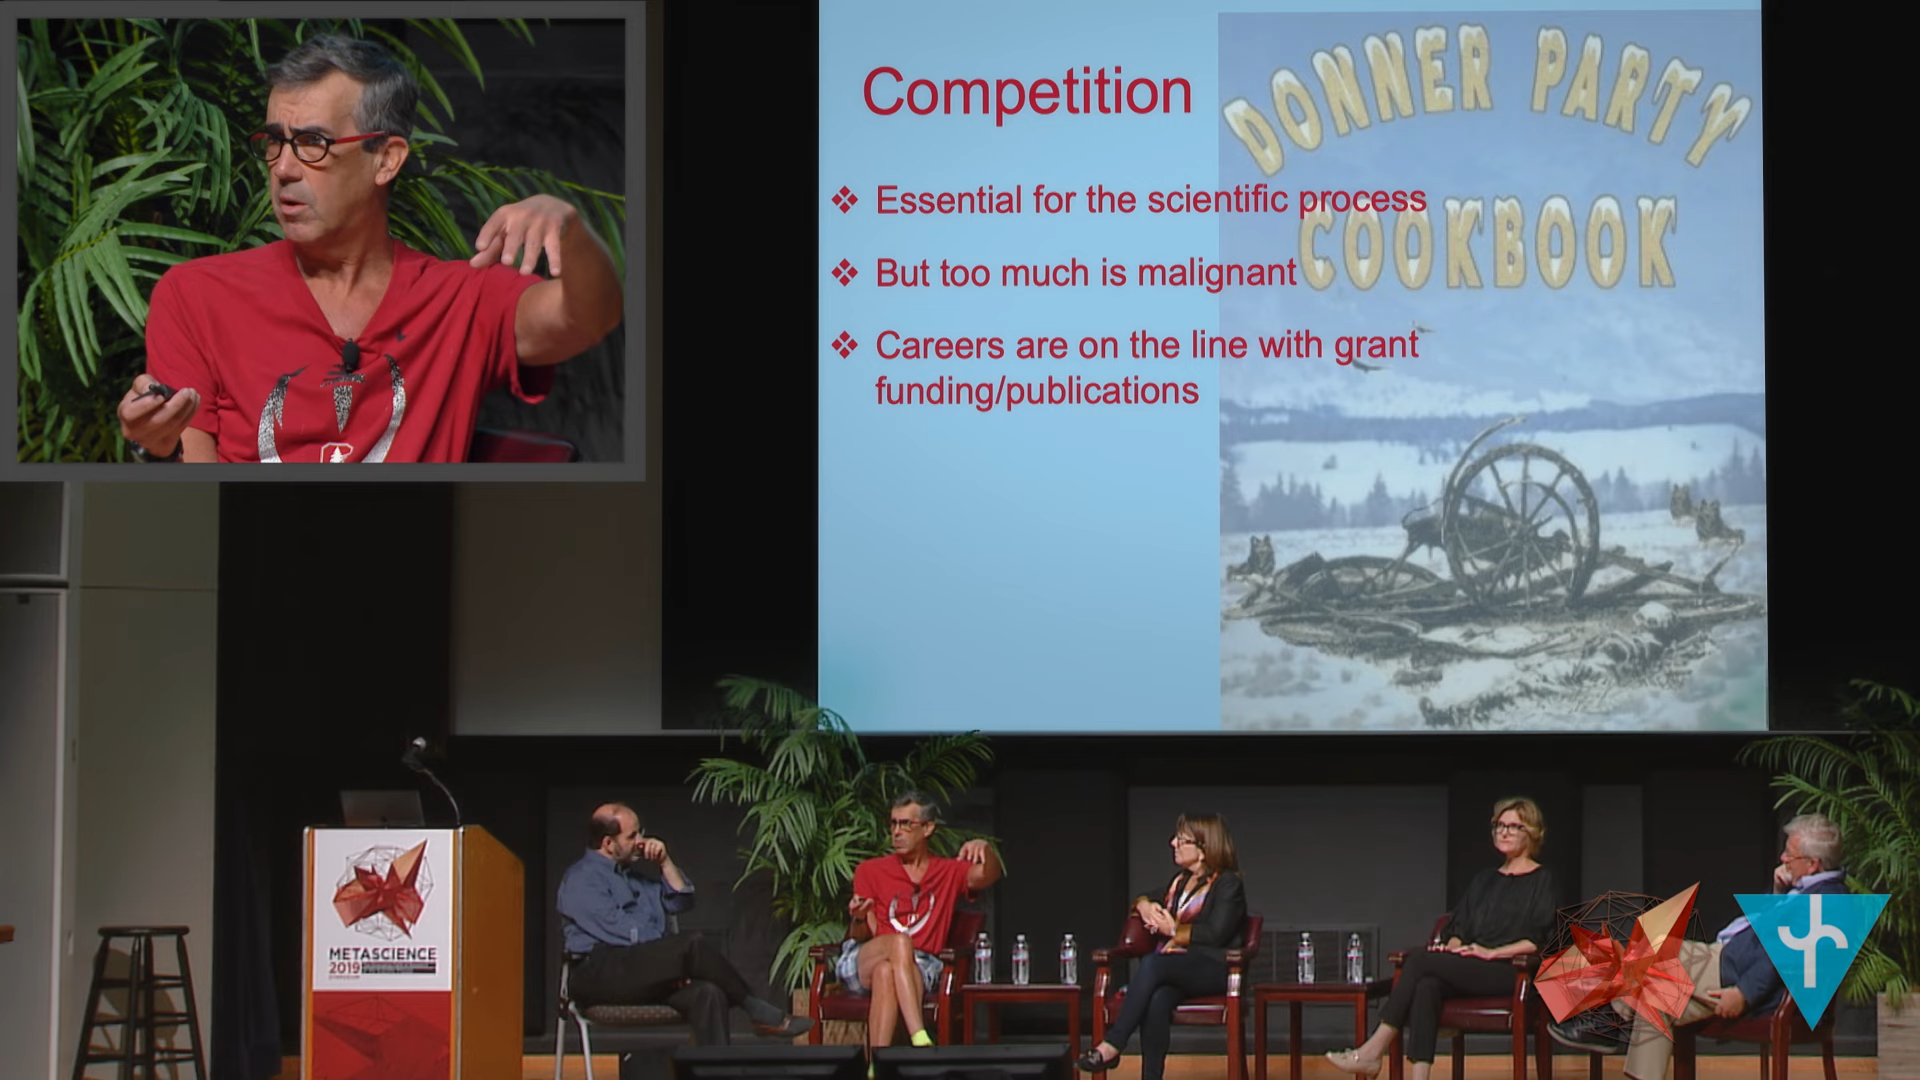 Competition
Essential for the scientific process
But too much is malignant
Careers are on the line with grant
funding/publications
DONNER PARTY
COOKBOOK
METASCIENCE
2019
SYMPOSIUM